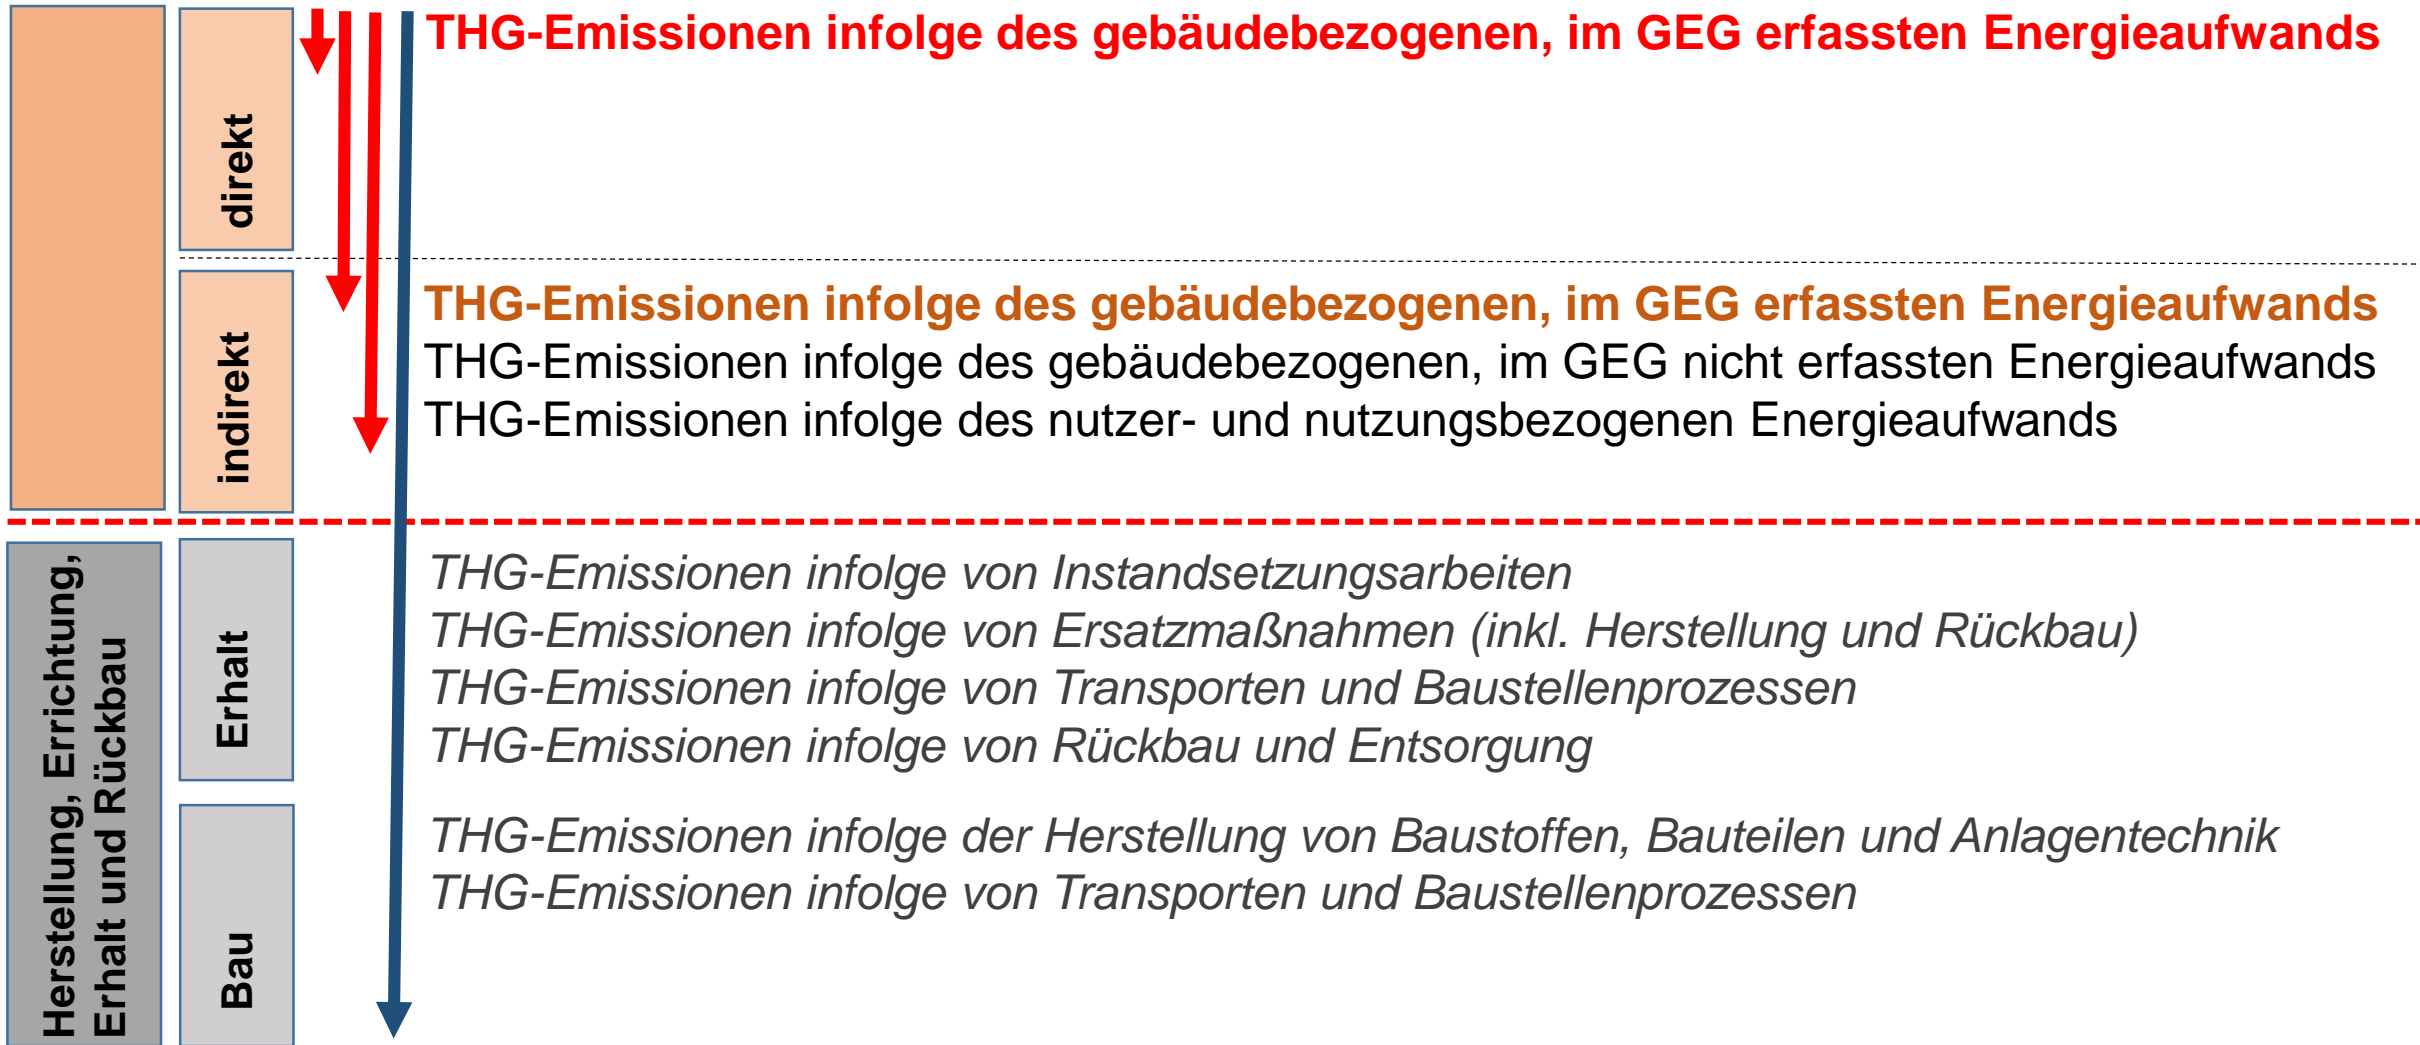 THG-Emissionen infolge des gebäudebezogenen, im GEG erfassten Energieaufwands
direkt
THG-Emissionen infolge des gebäudebezogenen, im GEG erfassten Energieaufwands
THG-Emissionen infolge des gebäudebezogenen, im GEG nicht erfassten Energieaufwands
THG-Emissionen infolge des nutzer- und nutzungsbezogenen Energieaufwands
indirekt
Herstellung, Errichtung,
Erhalt und Rückbau
Erhalt
THG-Emissionen infolge von Instandsetzungsarbeiten
THG-Emissionen infolge von Ersatzmaßnahmen (inkl. Herstellung und Rückbau)
THG-Emissionen infolge von Transporten und Baustellenprozessen
THG-Emissionen infolge von Rückbau und Entsorgung
Bau
THG-Emissionen infolge der Herstellung von Baustoffen, Bauteilen und Anlagentechnik
THG-Emissionen infolge von Transporten und Baustellenprozessen